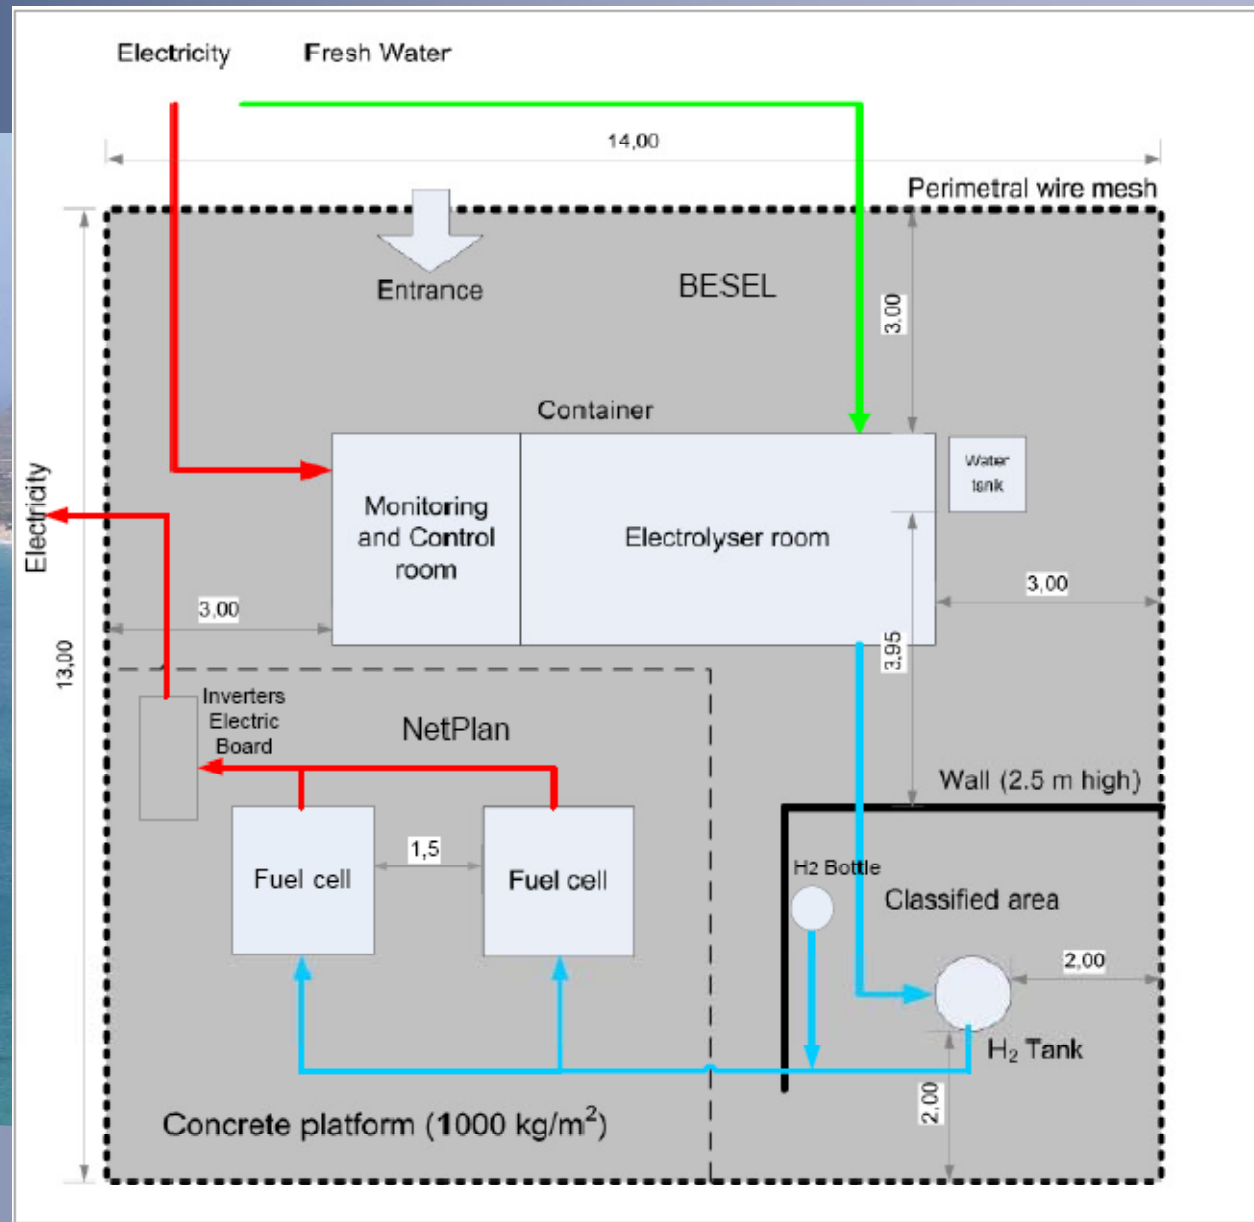 Electricity
Fresh Water
14,00
Perimetral wire mesh
Entrance
BESEL
3.00
Container
Water
tank
Monitoring
and Control
room
Electrolyser room
Electricity
3,00
3,00
3.95
13,00
Inverters
Electric
Board
NetPlan
Wall (2.5 m high)
1,5
Fuel cell
Fuel cell
H2 Bottle
Classified area
2,00
H₂ Tank
2,00
Concrete platform (1000 kg/m²)